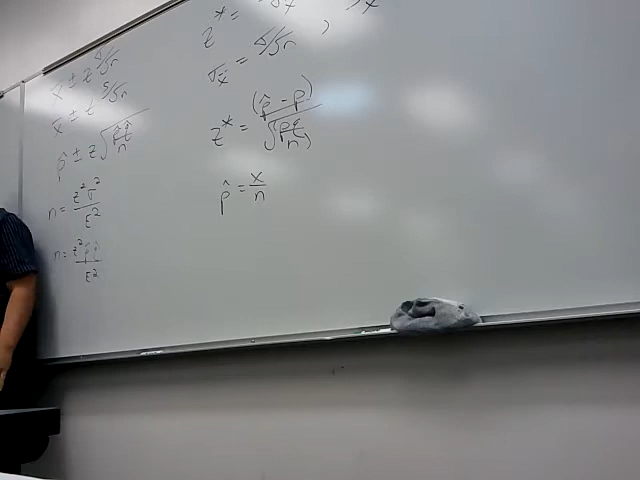 x̄ ± z σ/√n
x̄ ± t s/√n
p̂ ± z √(p̂q̂/n)
n = z²σ²/E²
n = z²p̂q̂/E²
z* =
σx̄ = σ/√n
z* = (p̂ - p)/√(pq/n)
p̂ = x/n